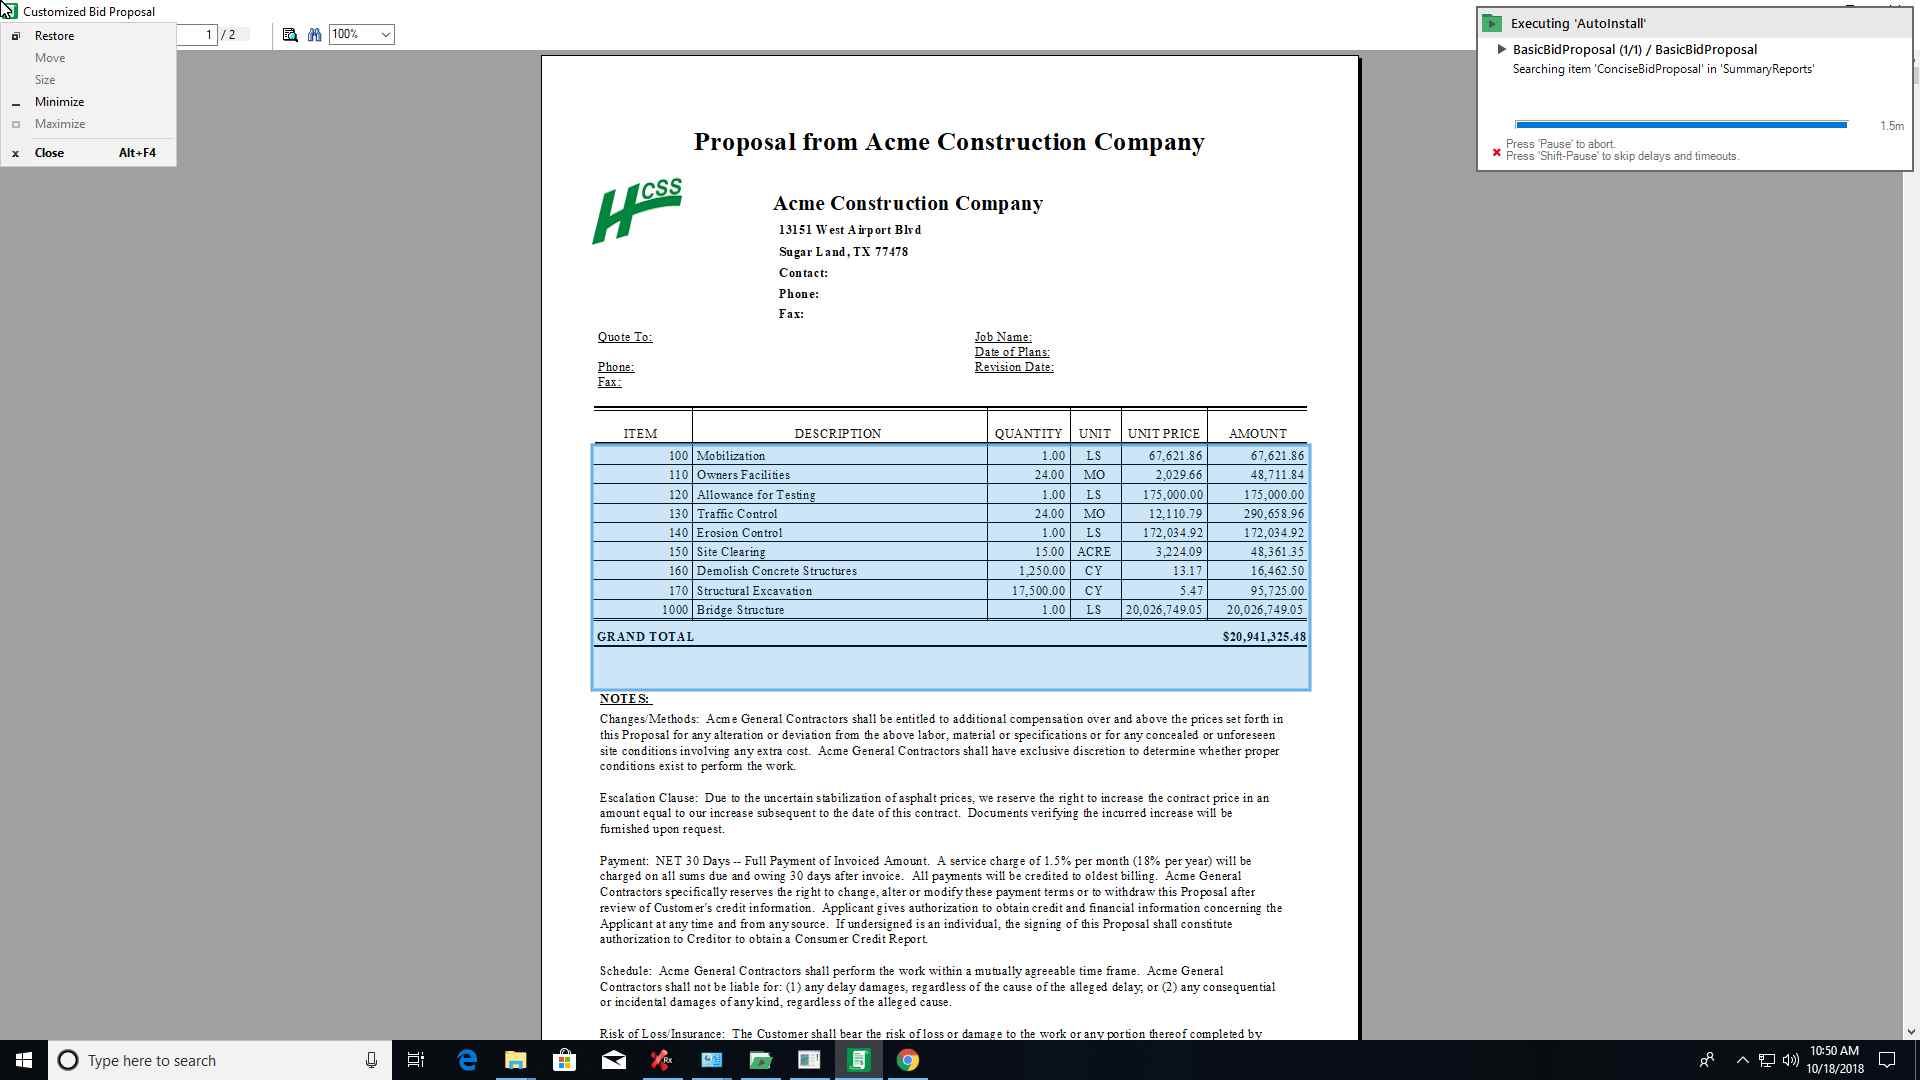 Customized Bid Proposal
Restore
Move
Size
Minimize
Maximize
x Close Alt+F4
1 / 2
100%
Executing 'AutoInstall'
BasicBidProposal (1/1) / BasicBidProposal
Searching item 'ConciseBidProposal' in 'SummaryReports'
1.5m
Press 'Pause' to abort.
Press 'Shift-Pause' to skip delays and timeouts.
Proposal from Acme Construction Company
HCSS
Acme Construction Company
13151 West Airport Blvd
Sugar Land, TX 77478
Contact:
Phone:
Fax:
Quote To: Job Name:
Date of Plans:
Phone: Revision Date:
Fax:
ITEM DESCRIPTION QUANTITY UNIT UNIT PRICE AMOUNT
100 Mobilization 1.00 LS 67,621.86 67,621.86
110 Owners Facilities 24.00 MO 2,029.66 48,711.84
120 Allowance for Testing 1.00 LS 175,000.00 175,000.00
130 Traffic Control 24.00 MO 12,110.79 290,658.96
140 Erosion Control 1.00 LS 172,034.92 172,034.92
150 Site Clearing 15.00 ACRE 3,224.09 48,361.35
160 Demolish Concrete Structures 1,250.00 CY 13.17 16,462.50
170 Structural Excavation 17,500.00 CY 5.47 95,725.00
1000 Bridge Structure 1.00 LS 20,026,749.05 20,026,749.05
GRAND TOTAL $20,941,325.48
NOTES:
Changes/Methods: Acme General Contractors shall be entitled to additional compensation over and above the prices set forth in
this Proposal for any alteration or deviation from the above labor, material or specifications or for any concealed or unforeseen
site conditions involving any extra cost. Acme General Contractors shall have exclusive discretion to determine whether proper
conditions exist to perform the work.
Escalation Clause: Due to the uncertain stabilization of asphalt prices, we reserve the right to increase the contract price in an
amount equal to our increase subsequent to the date of this contract. Documents verifying the incurred increase will be
furnished upon request.
Payment: NET 30 Days -- Full Payment of Invoiced Amount. A service charge of 1.5% per month (18% per year) will be
charged on all sums due and owing 30 days after invoice. All payments will be credited to oldest billing. Acme General
Contractors specifically reserves the right to change, alter or modify these payment terms or to withdraw this Proposal after
review of Customer's credit information. Applicant gives authorization to obtain credit and financial information concerning the
Applicant at any time and from any source. If undersigned is an individual, the signing of this Proposal shall constitute
authorization to Creditor to obtain a Consumer Credit Report.
Schedule: Acme General Contractors shall perform the work within a mutually agreeable time frame. Acme General
Contractors shall not be liable for: (1) any delay damages, regardless of the cause of the alleged delay; or (2) any consequential
or incidental damages of any kind, regardless of the alleged cause.
Risk of Loss/Insurance: The Customer shall bear the risk of loss or damage to the work or any portion thereof completed by
Type here to search
10:50 AM
10/18/2018